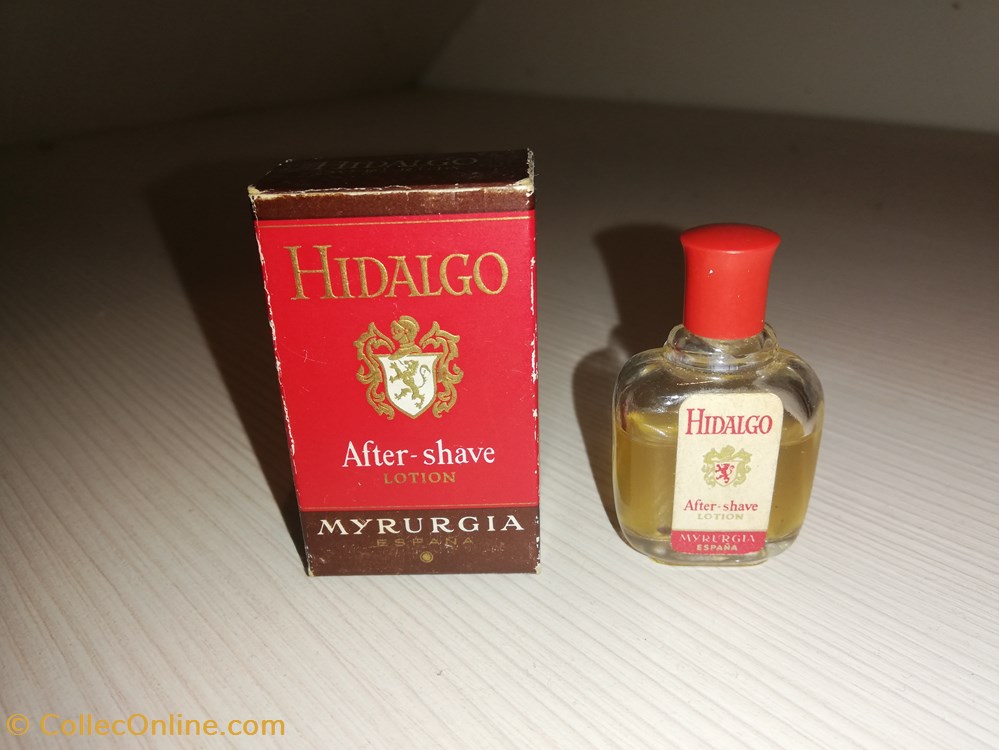 HIDALGO
HIDALGO
After-shave
LOTION
MYRURGIA
ESPAÑA
HIDALGO
After-shave
LOTION
MYRURGIA
ESPAÑA
© CollecOnline.com